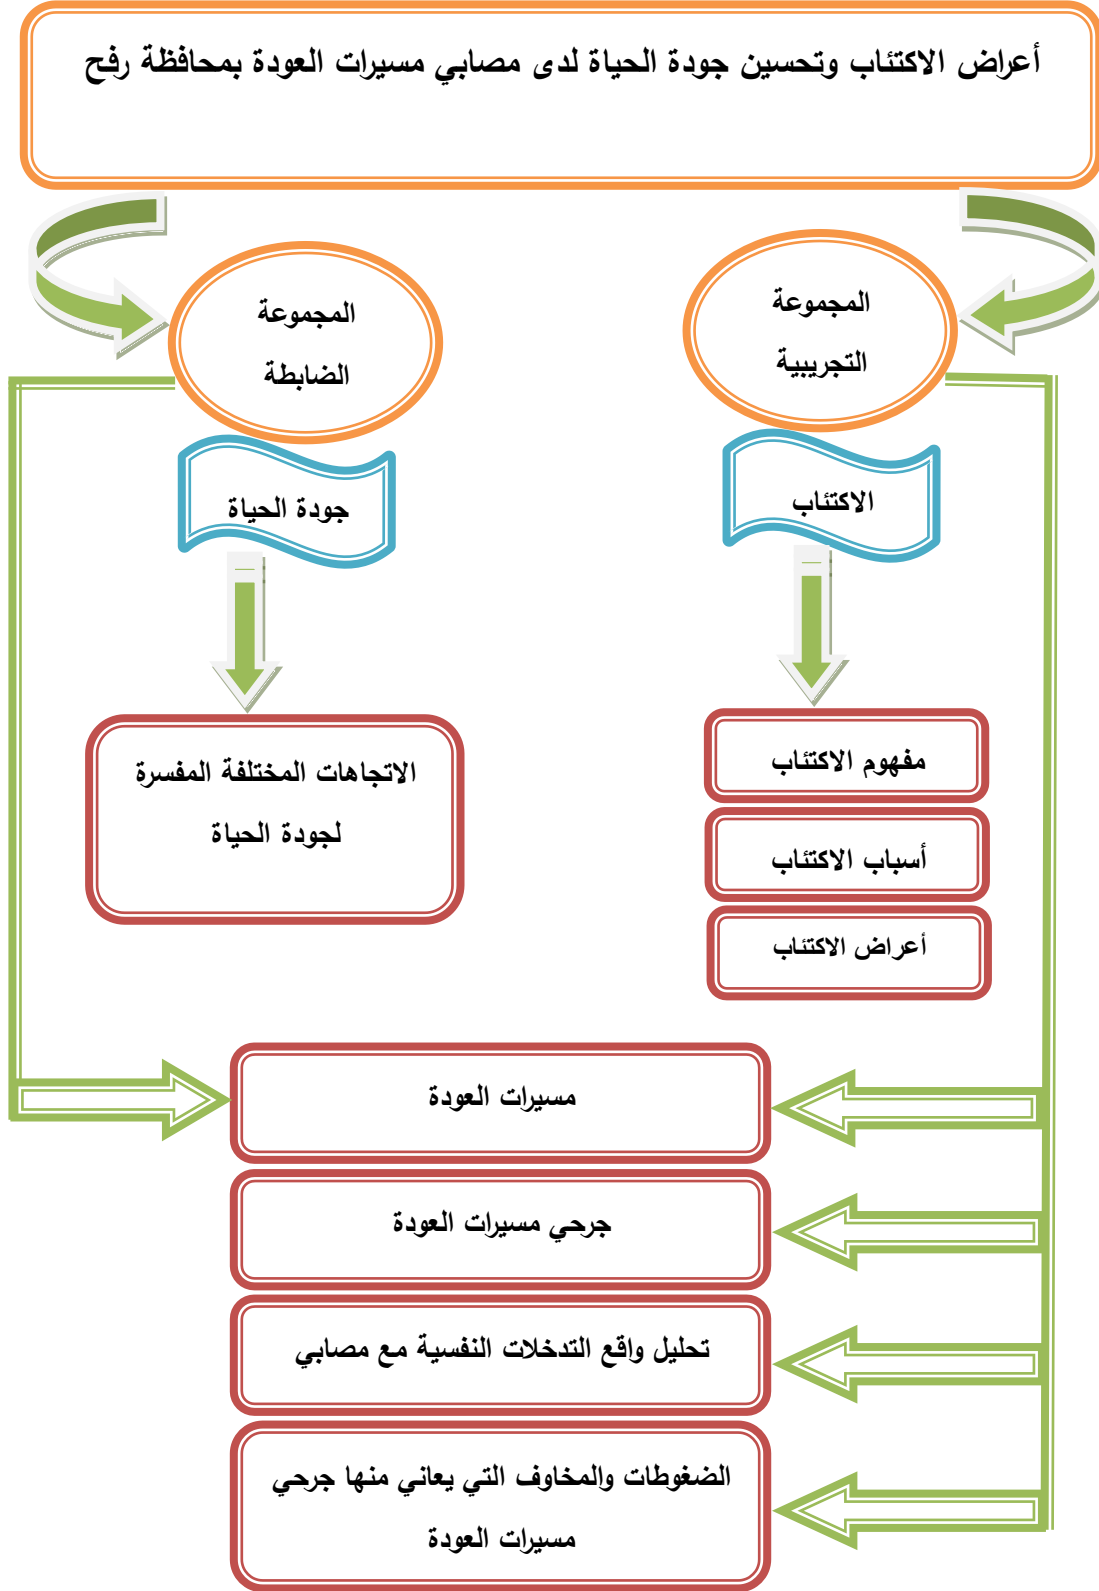 أعراض الاكتئاب وتحسين جودة الحياة لدى مصابي مسيرات العودة بمحافظة رفح
المجموعة
التجريبية
المجموعة
الضابطة
الاكتئاب
جودة الحياة
مفهوم الاكتئاب
أسباب الاكتئاب
أعراض الاكتئاب
الاتجاهات المختلفة المفسرة
لجودة الحياة
مسيرات العودة
جرحي مسيرات العودة
تحليل واقع التدخلات النفسية مع مصابي
الضغوطات والمخاوف التي يعاني منها جرحي
مسيرات العودة